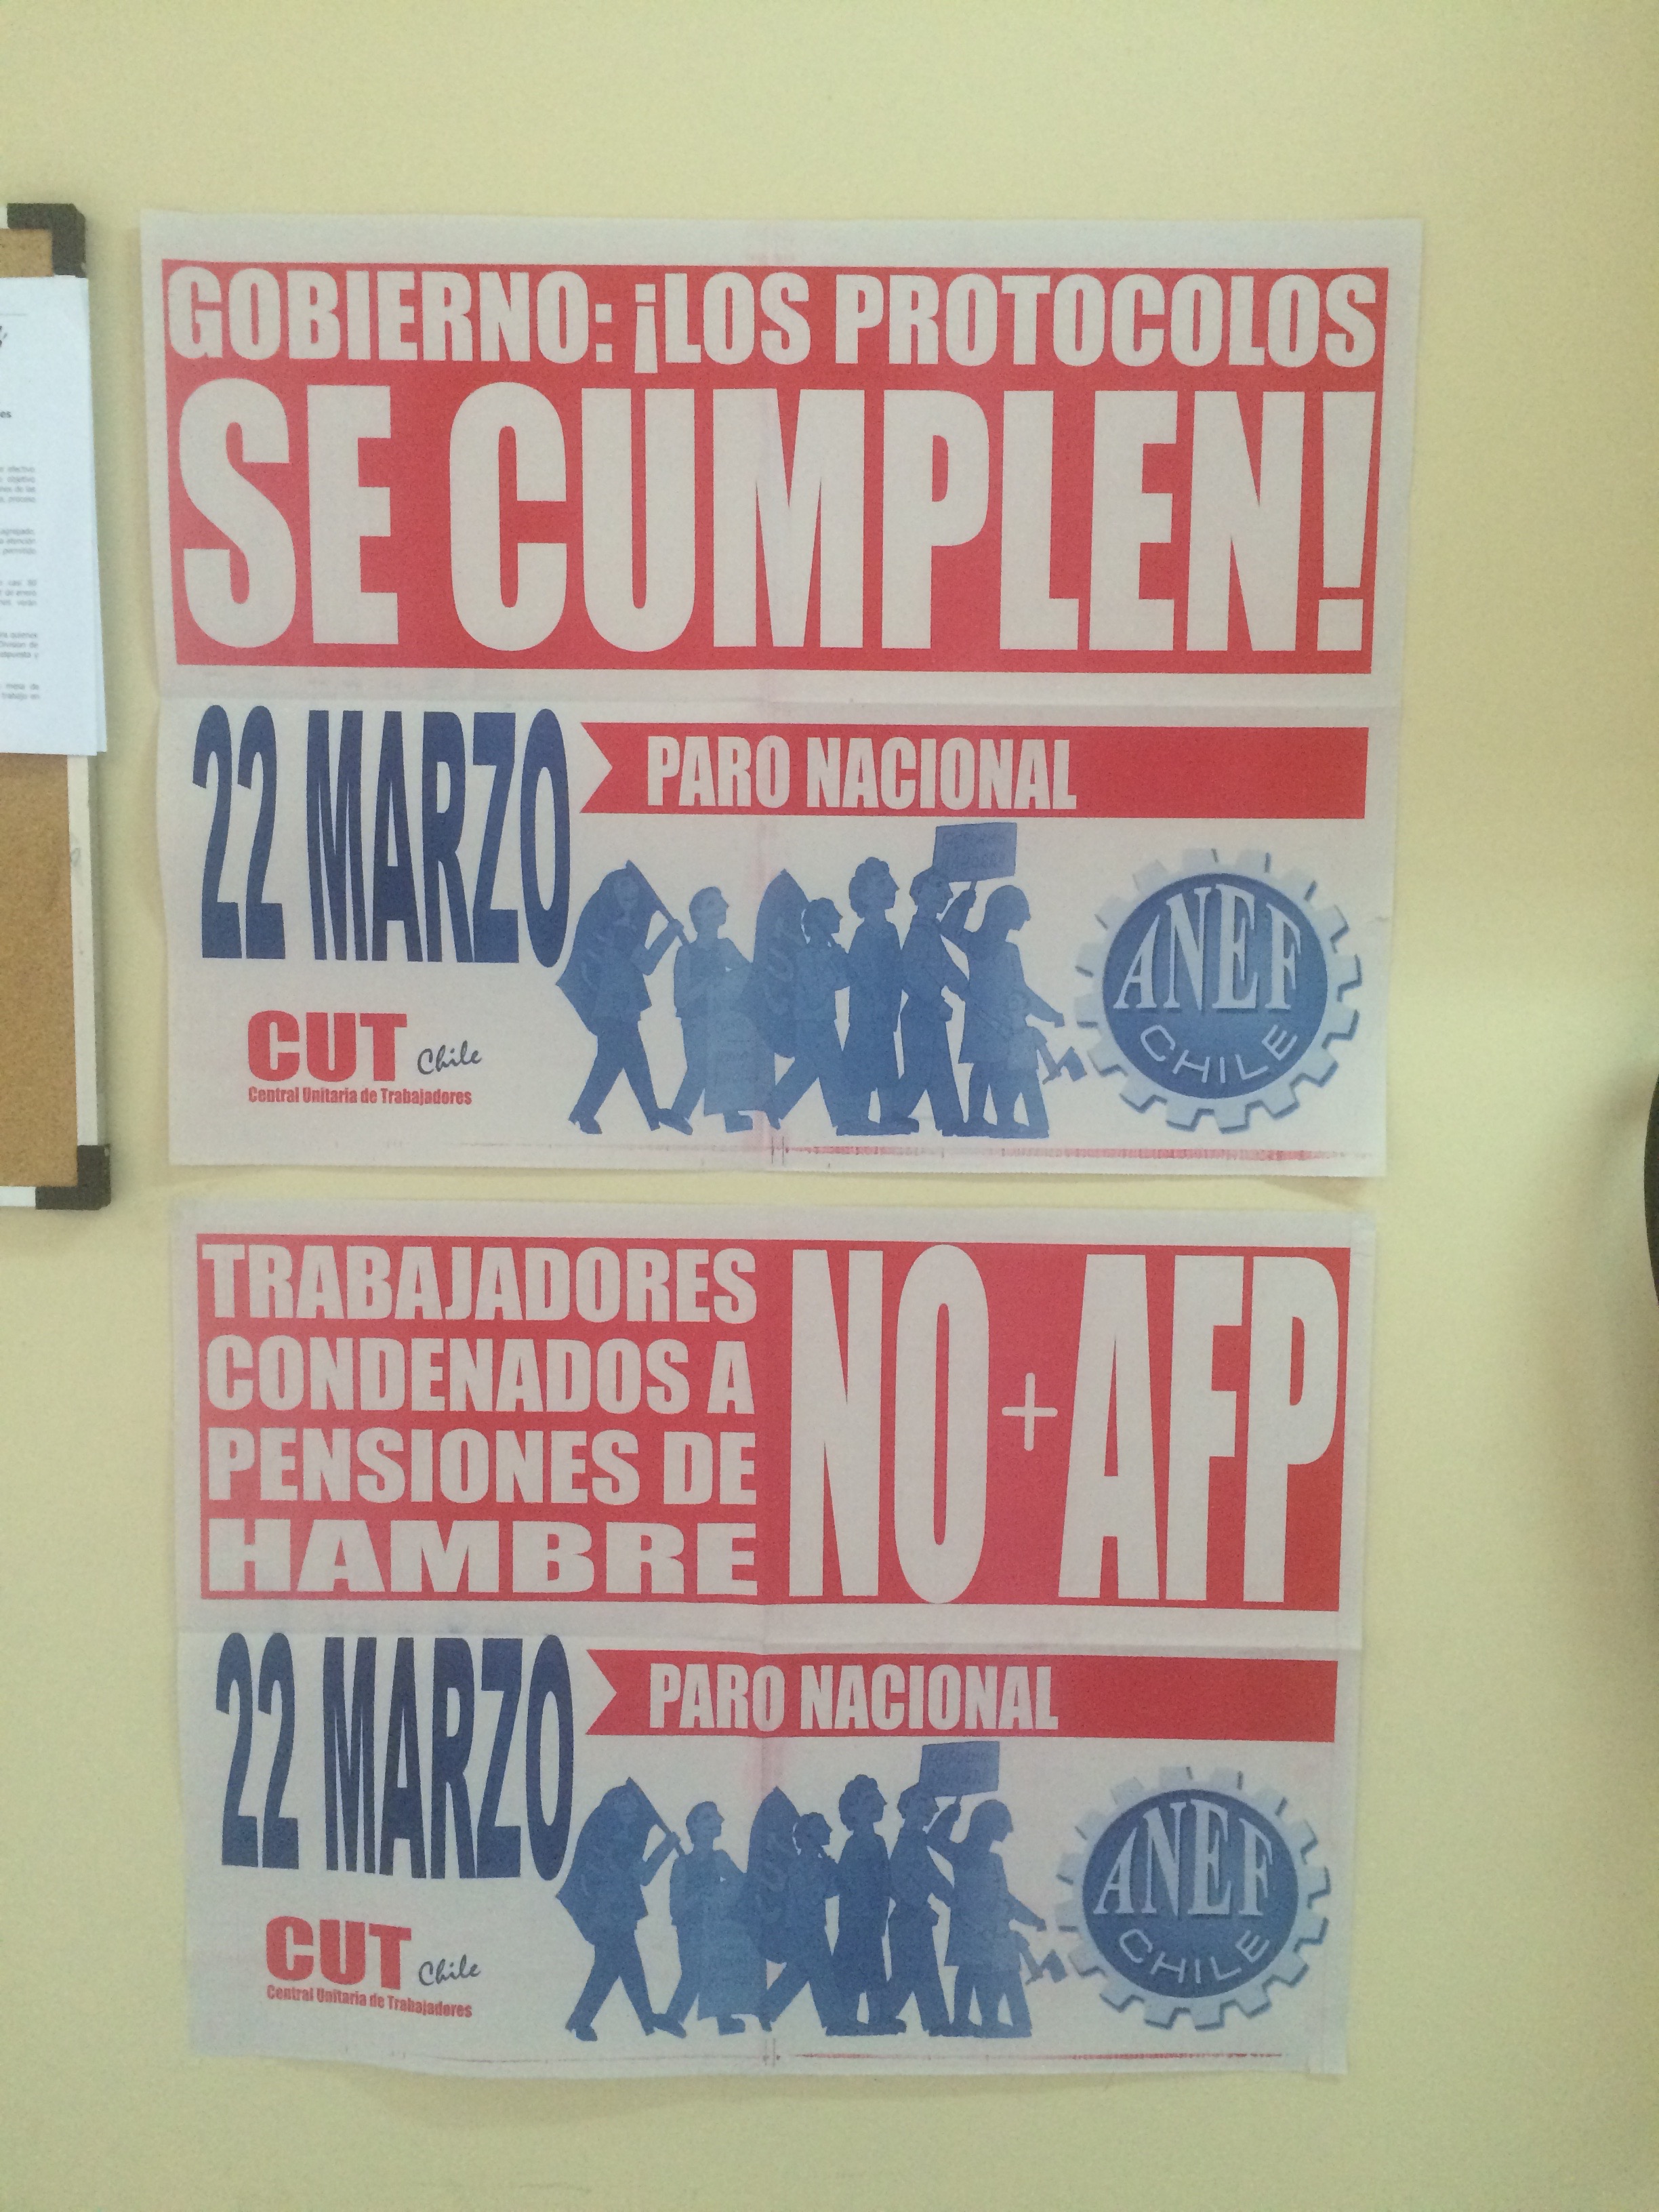 GOBIERNO: ¡LOS PROTOCOLOS
SE CUMPLEN!
22 MARZO
PARO NACIONAL
CUT Chile
Central Unitaria de Trabajadores
ANEF
CHILE
TRABAJADORES
CONDENADOS A
PENSIONES DE
HAMBRE
NO + AFP
22 MARZO
PARO NACIONAL
CUT Chile
Central Unitaria de Trabajadores
ANEF
CHILE